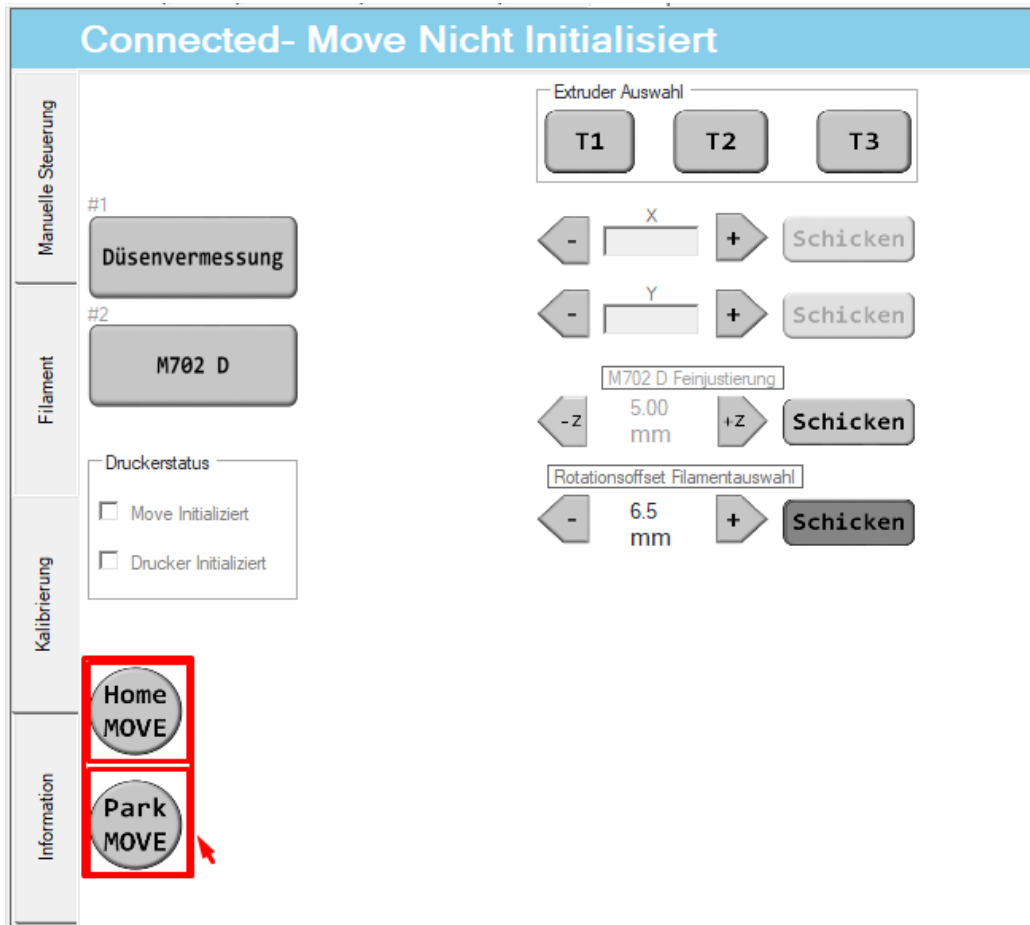 Connected- Move Nicht Initialisiert
Manuelle Steuerung
Filament
Kalibrierung
Information
#1
Düsenvermessung
#2
M702 D
Druckerstatus
Move Initializiert
Drucker Initializiert
Home
MOVE
Park
MOVE
Extruder Auswahl
T1 T2 T3
X
- + Schicken
Y
- + Schicken
M702 D Feinjustierung
-Z 5.00 mm +Z Schicken
Rotationsoffset Filamentauswahl
- 6.5 mm + Schicken